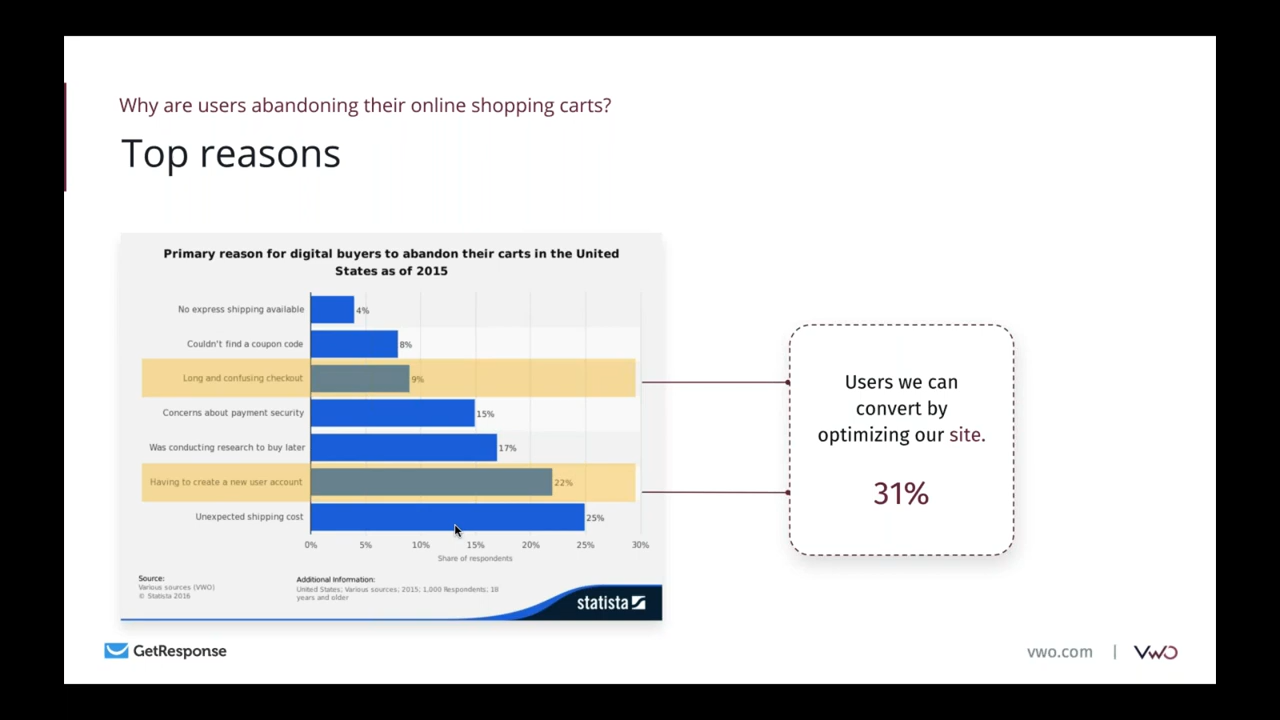 Why are users abandoning their online shopping carts?
Top reasons
Primary reason for digital buyers to abandon their carts in the United
States as of 2015
No express shipping available 4%
Couldn't find a coupon code 8%
Long and confusing checkout 9%
Concerns about payment security 15%
Was conducting research to buy later 17%
Having to create a new user account 22%
Unexpected shipping cost 25%
0% 5% 10% 15% 20% 25% 30%
Share of respondents
Source:
Various sources (VWO)
© Statista 2016
Additional Information:
United States; Various sources; 2015; 1,000 Respondents; 18
years and older
statista
Users we can
convert by
optimizing our site.
31%
GetResponse
vwo.com | VWO